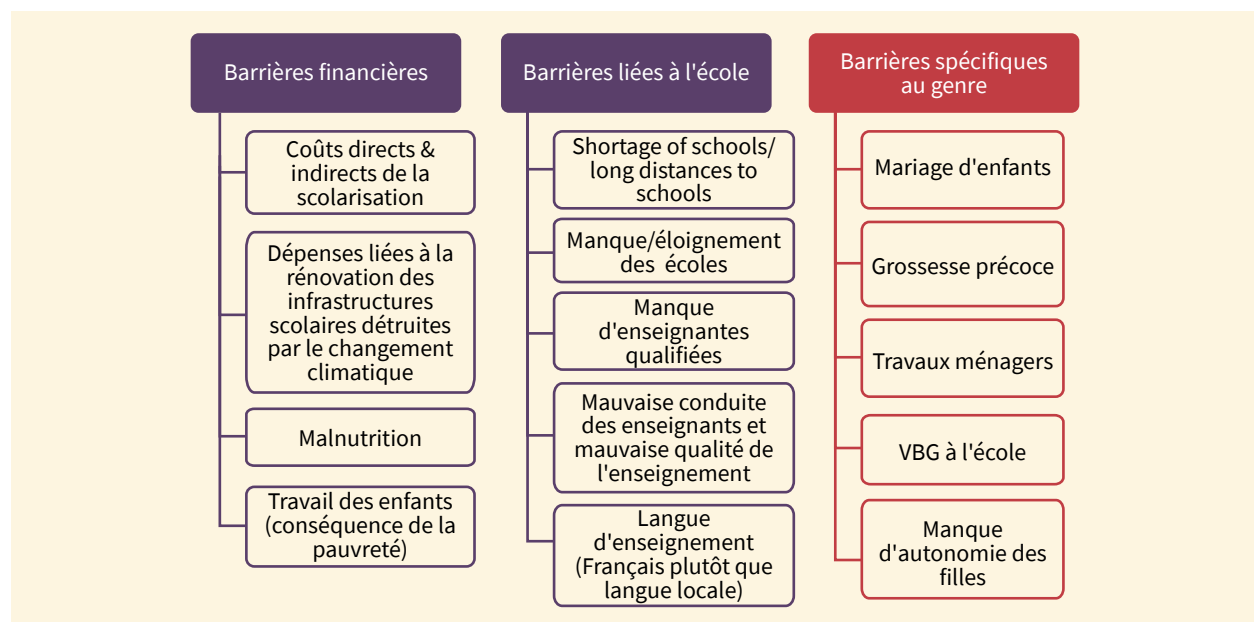 Barrières financières
Coûts directs &
indirects de la
scolarisation
Dépenses liées à la
rénovation des
infrastructures
scolaires détruites
par le changement
climatique
Malnutrition
Travail des enfants
(conséquence de la
pauvreté)
Barrières liées à l'école
Shortage of schools/
long distances to
schools
Manque/éloignement
des écoles
Manque
d'enseignantes
qualifiées
Mauvaise conduite
des enseignants et
mauvaise qualité de
l'enseignement
Langue
d'enseignement
(Français plutôt que
langue locale)
Barrières spécifiques
au genre
Mariage d'enfants
Grossesse précoce
Travaux ménagers
VBG à l'école
Manque
d'autonomie des
filles